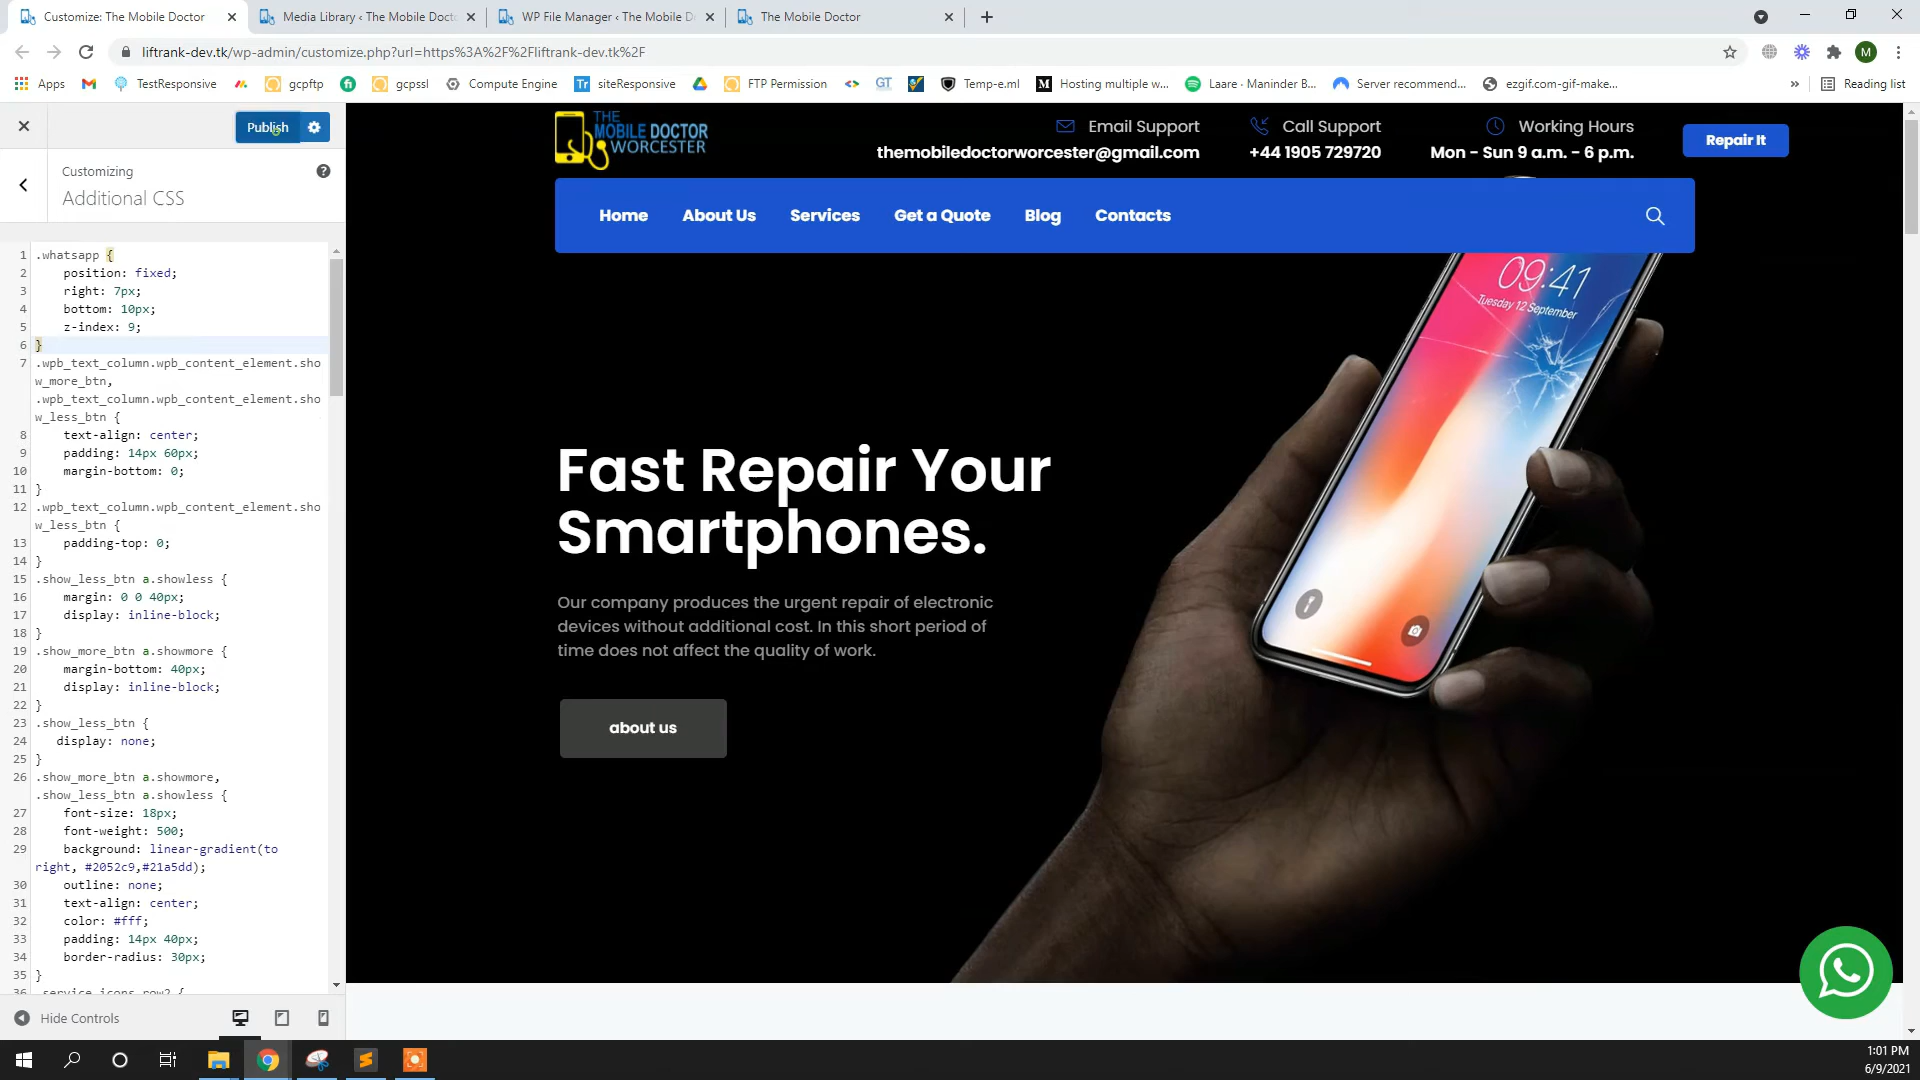 Customize: The Mobile Doctor
Media Library ‹ The Mobile Docto
WP File Manager ‹ The Mobile D
The Mobile Doctor
liftrank-dev.tk/wp-admin/customize.php?url=https%3A%2F%2Fliftrank-dev.tk%2F
M
Apps
TestResponsive
gcpftp
gcpssl
Compute Engine
Tr
siteResponsive
FTP Permission
GT
Temp-e.ml
M
Hosting multiple w...
Laare - Maninder B...
Server recommend...
ezgif.com-gif-make...
»
Reading list
Publish
Customizing
Additional CSS
1 .whatsapp {
2 position: fixed;
3 right: 7px;
4 bottom: 10px;
5 z-index: 9;
6 }
7 .wpb_text_column.wpb_content_element.sho
w_more_btn,
.wpb_text_column.wpb_content_element.sho
w_less_btn {
8 text-align: center;
9 padding: 14px 60px;
10 margin-bottom: 0;
11 }
12 .wpb_text_column.wpb_content_element.sho
w_less_btn {
13 padding-top: 0;
14 }
15 .show_less_btn a.showless {
16 margin: 0 0 40px;
17 display: inline-block;
18 }
19 .show_more_btn a.showmore {
20 margin-bottom: 40px;
21 display: inline-block;
22 }
23 .show_less_btn {
24 display: none;
25 }
26 .show_more_btn a.showmore,
.show_less_btn a.showless {
27 font-size: 18px;
28 font-weight: 500;
29 background: linear-gradient(to
right, #2052c9,#21a5dd);
30 outline: none;
31 text-align: center;
32 color: #fff;
33 padding: 14px 40px;
34 border-radius: 30px;
35 }
36 .service_icons_row2 {
Hide Controls
THE
MOBILE DOCTOR
WORCESTER
Email Support
themobiledoctorworcester@gmail.com
Call Support
+44 1905 729720
Working Hours
Mon - Sun 9 a.m. - 6 p.m.
Repair It
Home
About Us
Services
Get a Quote
Blog
Contacts
09:41
Tuesday 12 September
Fast Repair Your
Smartphones.
Our company produces the urgent repair of electronic
devices without additional cost. In this short period of
time does not affect the quality of work.
about us
1:01 PM
6/9/2021